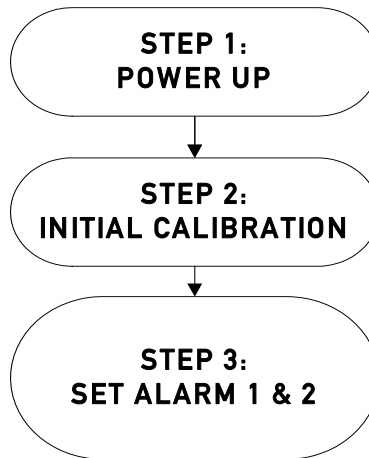 STEP 1:
POWER UP
STEP 2:
INITIAL CALIBRATION
STEP 3:
SET ALARM 1 & 2